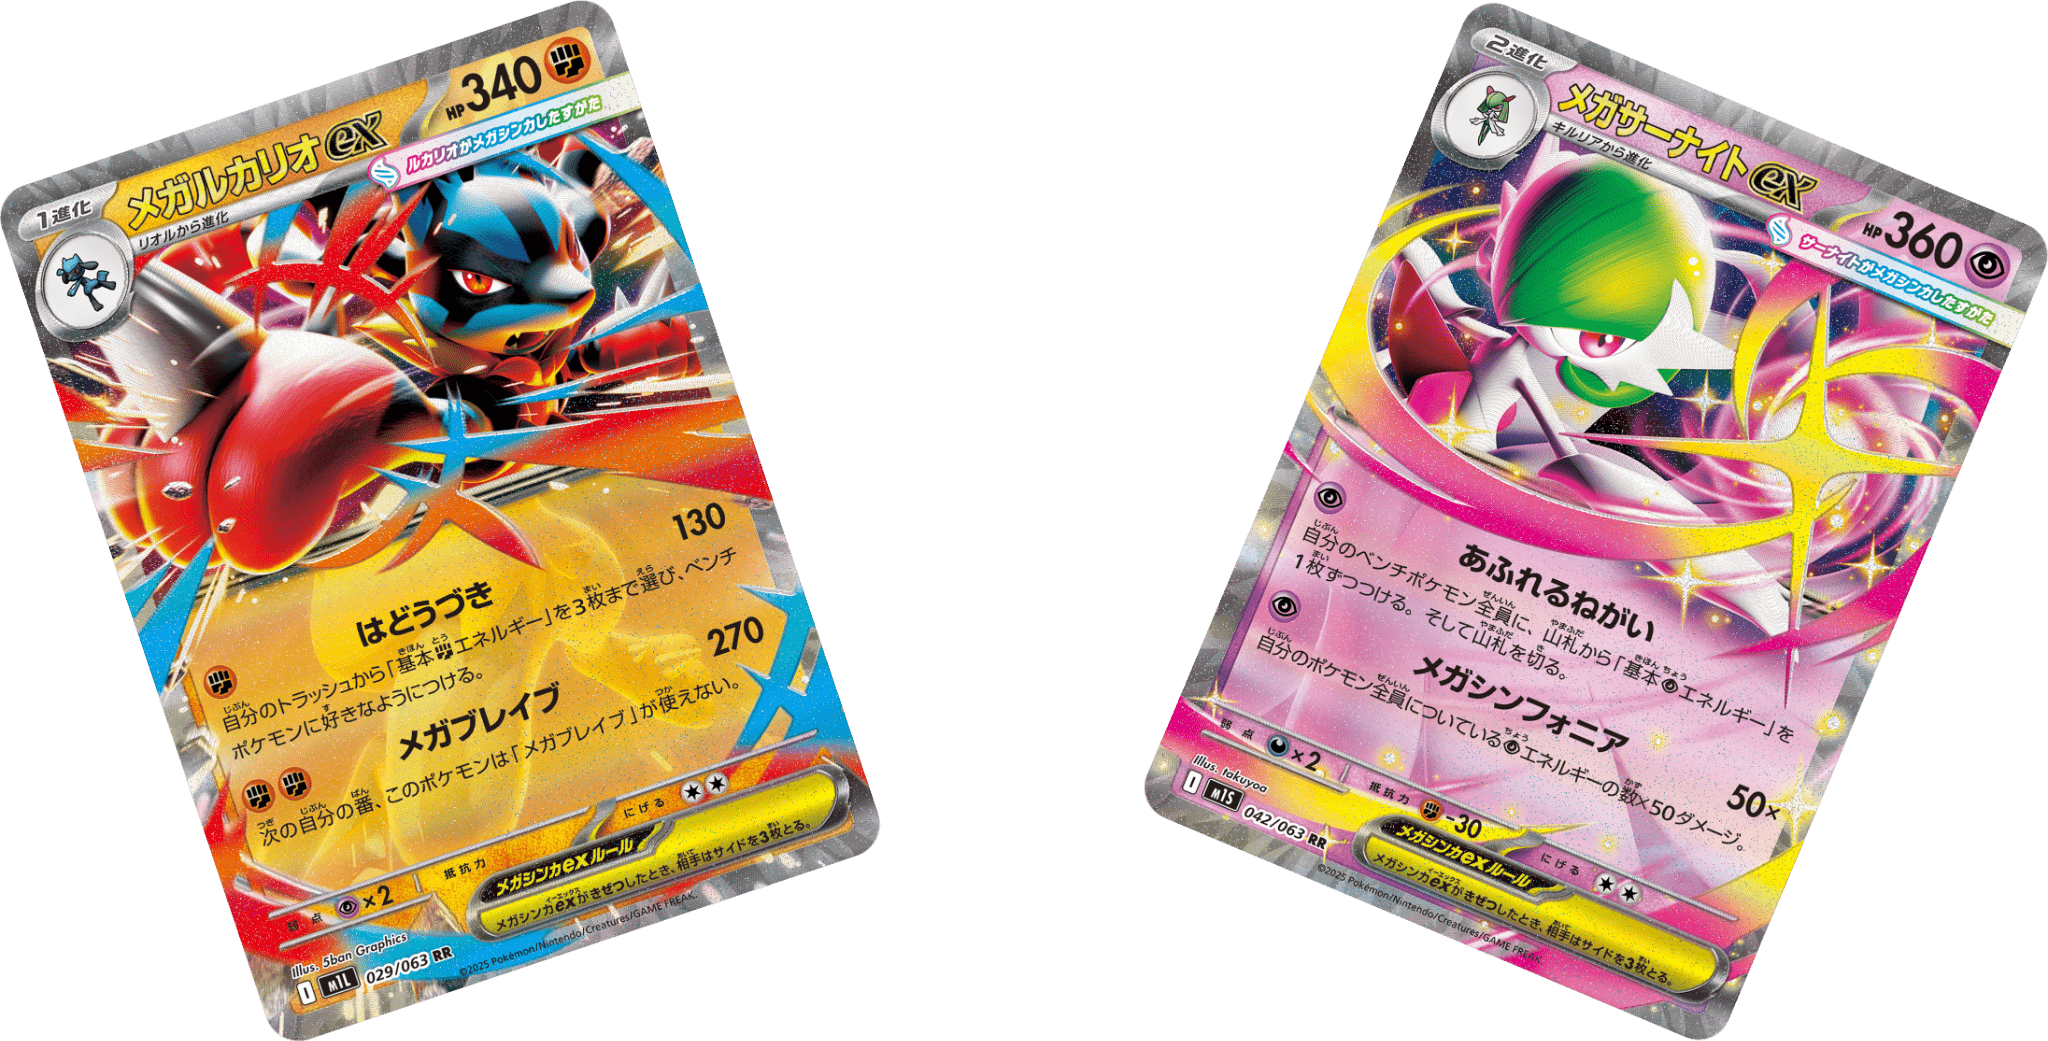 1進化
メガルカリオex
HP340
リオルから進化
ルカリオがメガシンカしたすがた
はどうづき 130
自分のトラッシュから「基本エネルギー」を3枚まで選び、ベンチ
ポケモンに好きなようにつける。
メガブレイブ 270
次の自分の番、このポケモンは「メガブレイブ」が使えない。
弱点 ×2
抵抗力
にげる
メガシンカexルール
メガシンカexがきぜつしたとき、相手はサイドを3枚とる。
Illus. 5ban Graphics
I M1L 029/063 RR
©2025 Pokémon/Nintendo/Creatures/GAME FREAK.
2進化
メガサーナイトex
HP360
キルリアから進化
サーナイトがメガシンカしたすがた
あふれるねがい
自分のベンチポケモン全員に、山札から「基本エネルギー」を
1枚ずつつける。そして山札を切る。
メガシンフォニア 50×
自分のポケモン全員についているエネルギーの数×50ダメージ。
弱点 ×2
抵抗力 -30
にげる
メガシンカexルール
メガシンカexがきぜつしたとき、相手はサイドを3枚とる。
Illus. takuyoa
I M1S 042/063 RR
©2025 Pokémon/Nintendo/Creatures/GAME FREAK.